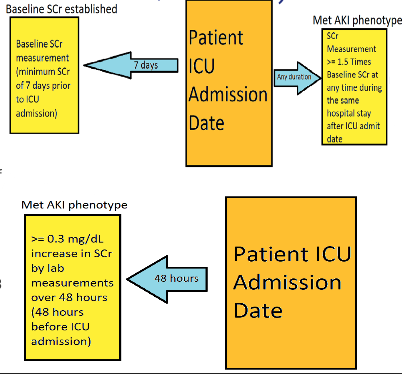 Baseline SCr established
Baseline SCr
measurement
(minimum SCr
of 7 days prior
to ICU
admission)
7 days
Patient
ICU
Admission
Date
Any duration
Met AKI phenotype
SCr
Measurement
>= 1.5 Times
Baseline SCr at
any time during
the same
hospital stay
after ICU admit
date
Met AKI phenotype
>= 0.3 mg/dL
increase in SCr
by lab
measurements
over 48 hours
(48 hours
before ICU
admission)
48 hours
Patient ICU
Admission
Date